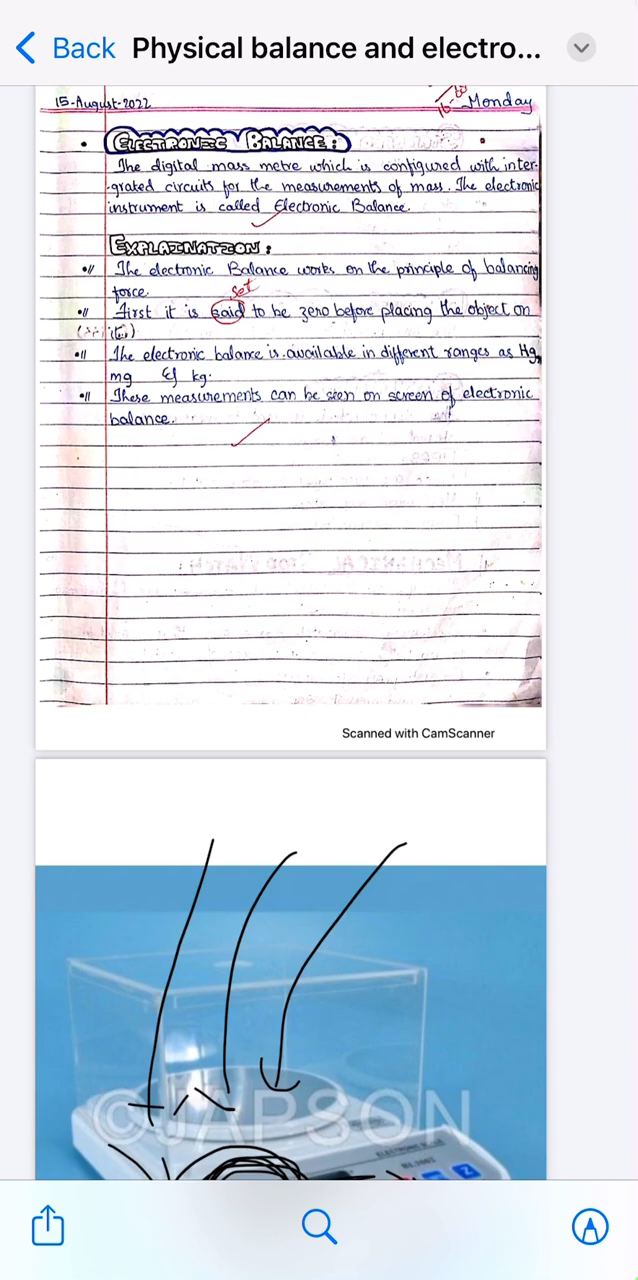 Back Physical balance and electro...
15-August-2022 Monday
• ELECTRONIC BALANCE:
The digital mass metre which is configured with inter-
-grated circuits for the measurements of mass. The electronic
instrument is called Electronic Balance.
EXPLAINATION:
•// The electronic Balance works on the principle of balancing
force.
set
•// First it is said to be zero before placing the object on
it.
•// The electronic balance is available in different ranges as Hg,
mg & kg.
•// These measurements can be seen on screen of electronic
balance.
MECHANICAL STOP WATCH:
Scanned with CamScanner
©JAPSON
ELECTRONIC
Z